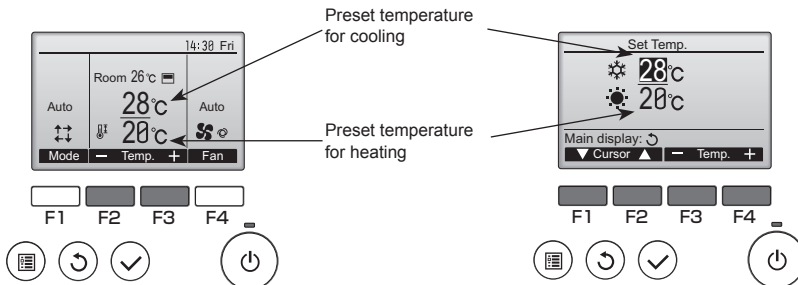 Preset temperature
for cooling
14:30 Fri
Room 26℃
Auto
28℃
Auto
20℃
Mode
− Temp. +
Fan
F1
F2
F3
F4
Preset temperature
for heating
Set Temp.
28℃
20℃
Main display:
▼ Cursor ▲
− Temp. +
F1
F2
F3
F4